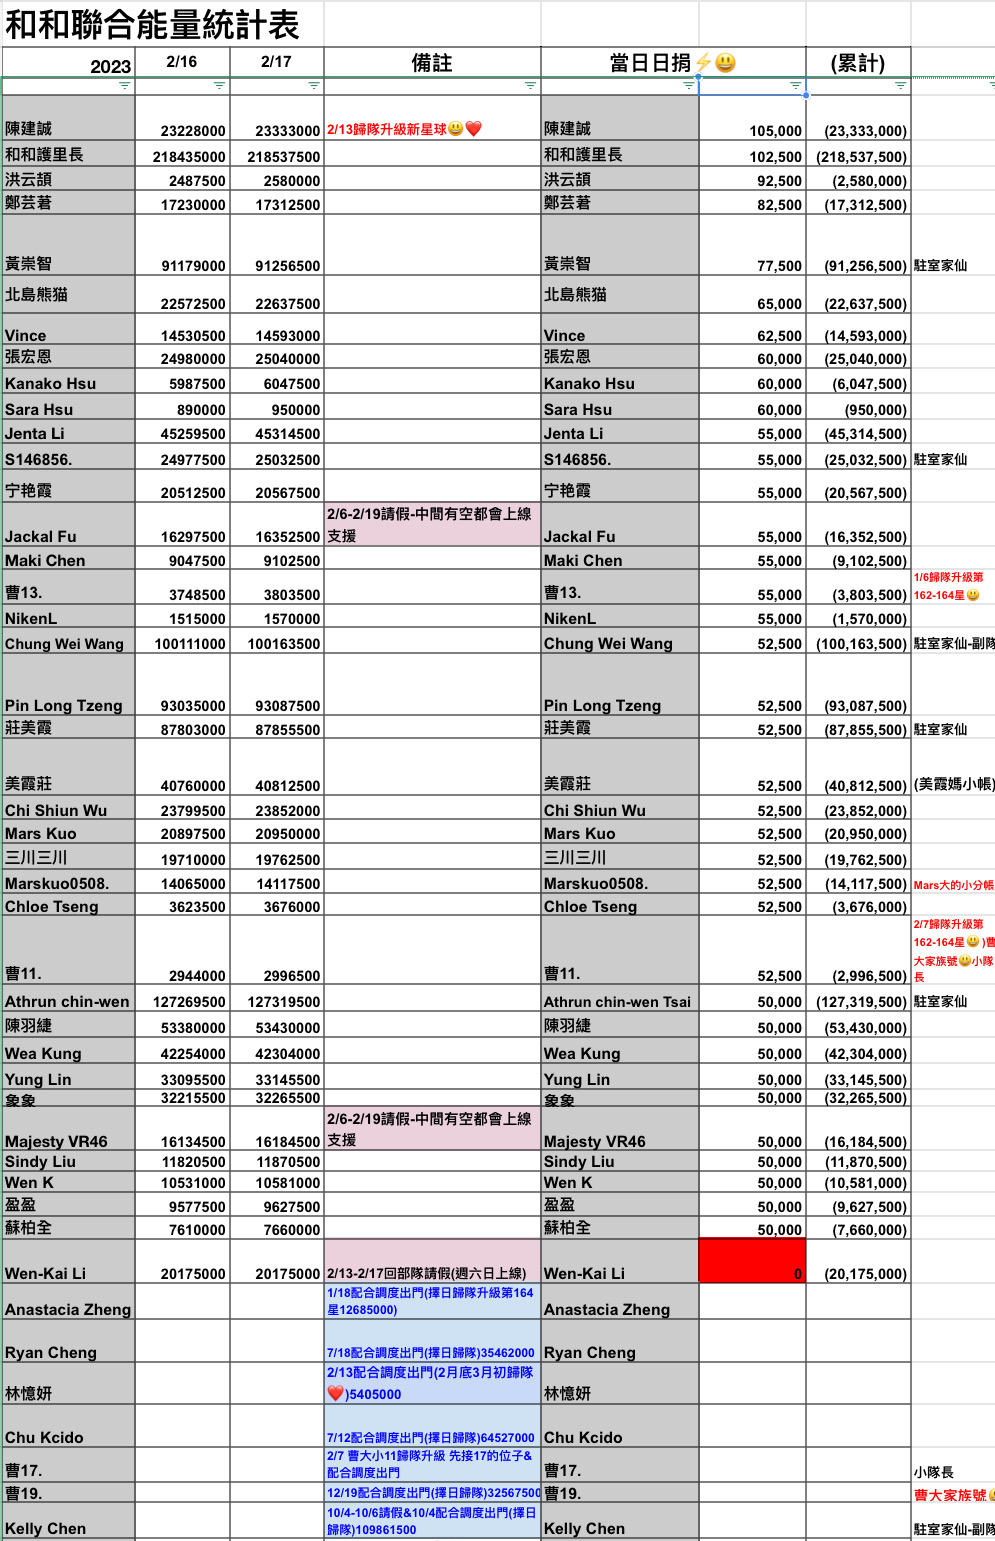 和和聯合能量統計表
2023 2/16 2/17 備註 當日日捐⚡😃 (累計)
陳建誠 23228000 23333000 2/13歸隊升級新星球😃❤️ 陳建誠 105,000 (23,333,000)
和和護里長 218435000 218537500 和和護里長 102,500 (218,537,500)
洪云頡 2487500 2580000 洪云頡 92,500 (2,580,000)
鄭芸著 17230000 17312500 鄭芸著 82,500 (17,312,500)
黃崇智 91179000 91256500 黃崇智 77,500 (91,256,500) 駐室家仙
北島熊猫 22572500 22637500 北島熊猫 65,000 (22,637,500)
Vince 14530500 14593000 Vince 62,500 (14,593,000)
張宏恩 24980000 25040000 張宏恩 60,000 (25,040,000)
Kanako Hsu 5987500 6047500 Kanako Hsu 60,000 (6,047,500)
Sara Hsu 890000 950000 Sara Hsu 60,000 (950,000)
Jenta Li 45259500 45314500 Jenta Li 55,000 (45,314,500)
S146856. 24977500 25032500 S146856. 55,000 (25,032,500) 駐室家仙
宁艳霞 20512500 20567500 宁艳霞 55,000 (20,567,500)
2/6-2/19請假-中間有空都會上線
支援
Jackal Fu 16297500 16352500 Jackal Fu 55,000 (16,352,500)
Maki Chen 9047500 9102500 Maki Chen 55,000 (9,102,500)
1/6歸隊升級第
162-164星😃
曹13. 3748500 3803500 曹13. 55,000 (3,803,500)
NikenL 1515000 1570000 NikenL 55,000 (1,570,000)
Chung Wei Wang 100111000 100163500 Chung Wei Wang 52,500 (100,163,500) 駐室家仙-副隊
Pin Long Tzeng 93035000 93087500 Pin Long Tzeng 52,500 (93,087,500)
莊美霞 87803000 87855500 莊美霞 52,500 (87,855,500) 駐室家仙
美霞莊 40760000 40812500 美霞莊 52,500 (40,812,500) (美霞媽小帳)
Chi Shiun Wu 23799500 23852000 Chi Shiun Wu 52,500 (23,852,000)
Mars Kuo 20897500 20950000 Mars Kuo 52,500 (20,950,000)
三川三川 19710000 19762500 三川三川 52,500 (19,762,500)
Marskuo0508. 14065000 14117500 Marskuo0508. 52,500 (14,117,500) Mars大的小分帳
Chloe Tseng 3623500 3676000 Chloe Tseng 52,500 (3,676,000)
2/7歸隊升級第
162-164星😃)曹
大家族號😃小隊
長
曹11. 2944000 2996500 曹11. 52,500 (2,996,500)
Athrun chin-wen 127269500 127319500 Athrun chin-wen Tsai 50,000 (127,319,500) 駐室家仙
陳羽緁 53380000 53430000 陳羽緁 50,000 (53,430,000)
Wea Kung 42254000 42304000 Wea Kung 50,000 (42,304,000)
Yung Lin 33095500 33145500 Yung Lin 50,000 (33,145,500)
象象 32215500 32265500 象象 50,000 (32,265,500)
2/6-2/19請假-中間有空都會上線
支援
Majesty VR46 16134500 16184500 Majesty VR46 50,000 (16,184,500)
Sindy Liu 11820500 11870500 Sindy Liu 50,000 (11,870,500)
Wen K 10531000 10581000 Wen K 50,000 (10,581,000)
盈盈 9577500 9627500 盈盈 50,000 (9,627,500)
蘇柏全 7610000 7660000 蘇柏全 50,000 (7,660,000)
Wen-Kai Li 20175000 20175000 2/13-2/17回部隊請假(週六日上線) Wen-Kai Li 0 (20,175,000)
1/18配合調度出門(擇日歸隊升級第164
星12685000)
Anastacia Zheng Anastacia Zheng
Ryan Cheng 7/18配合調度出門(擇日歸隊)35462000 Ryan Cheng
2/13配合調度出門(2月底3月初歸隊
❤️)5405000
林憶妍 林憶妍
Chu Kcido 7/12配合調度出門(擇日歸隊)64527000 Chu Kcido
2/7 曹大小11歸隊升級 先接17的位子&
配合調度出門
曹17. 曹17. 小隊長
曹19. 12/19配合調度出門(擇日歸隊)32567500 曹19. 曹大家族號😃
10/4-10/6請假&10/4配合調度出門(擇日
歸隊)109861500
Kelly Chen Kelly Chen 駐室家仙-副隊